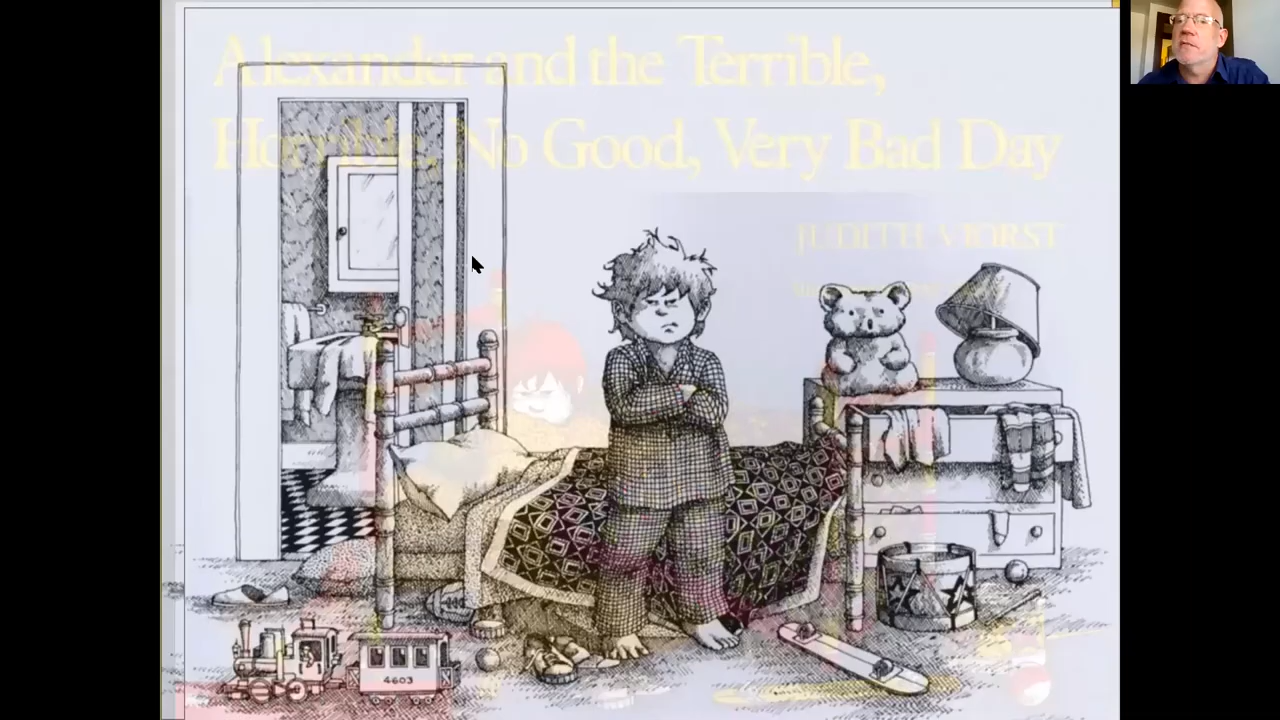 Alexander and the Terrible,
Horrible, No Good, Very Bad Day
JUDITH VIORST
4603